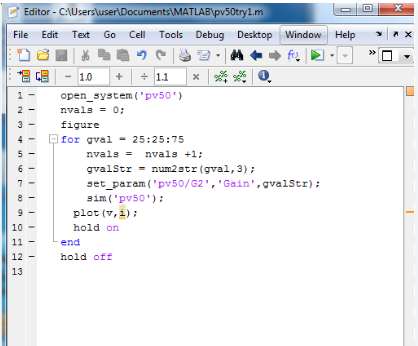 Editor - C:\Users\user\Documents\MATLAB\pv50try1.m
File Edit Text Go Cell Tools Debug Desktop Window Help
- 1.0 + ÷ 1.1 ×
1 - open_system('pv50')
2 - nvals = 0;
3 - figure
4 - for gval = 25:25:75
5 - nvals = nvals +1;
6 - gvalStr = num2str(gval,3);
7 - set_param('pv50/G2','Gain',gvalStr);
8 - sim('pv50');
9 - plot(v,i);
10 - hold on
11 - end
12 - hold off
13